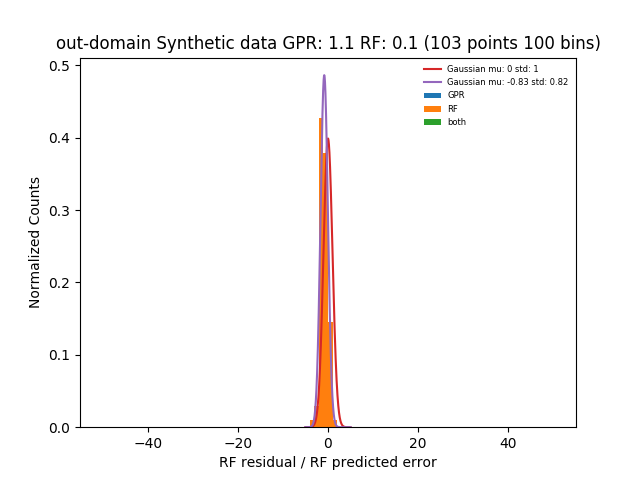 out-domain Synthetic data GPR: 1.1 RF: 0.1 (103 points 100 bins)
Gaussian mu: 0 std: 1
Gaussian mu: -0.83 std: 0.82
GPR
RF
both
Normalized Counts
0.5
0.4
0.3
0.2
0.1
0.0
−40
−20
0
20
40
RF residual / RF predicted error